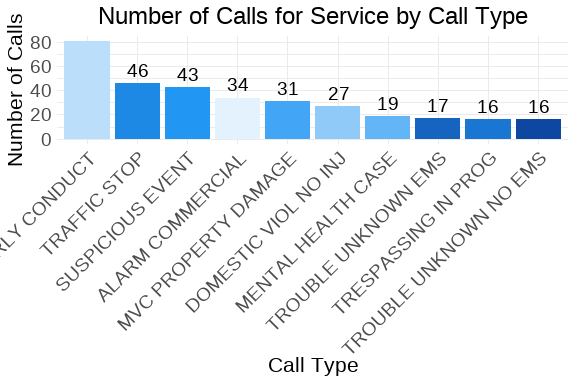 Number of Calls for Service by Call Type
Number of Calls
80
60
40
20
0
46
43
34
31
27
19
17
16
16
RLY CONDUCT
TRAFFIC STOP
SUSPICIOUS EVENT
ALARM COMMERCIAL
MVC PROPERTY DAMAGE
DOMESTIC VIOL NO INJ
MENTAL HEALTH CASE
TROUBLE UNKNOWN EMS
TRESPASSING IN PROG
TROUBLE UNKNOWN NO EMS
Call Type